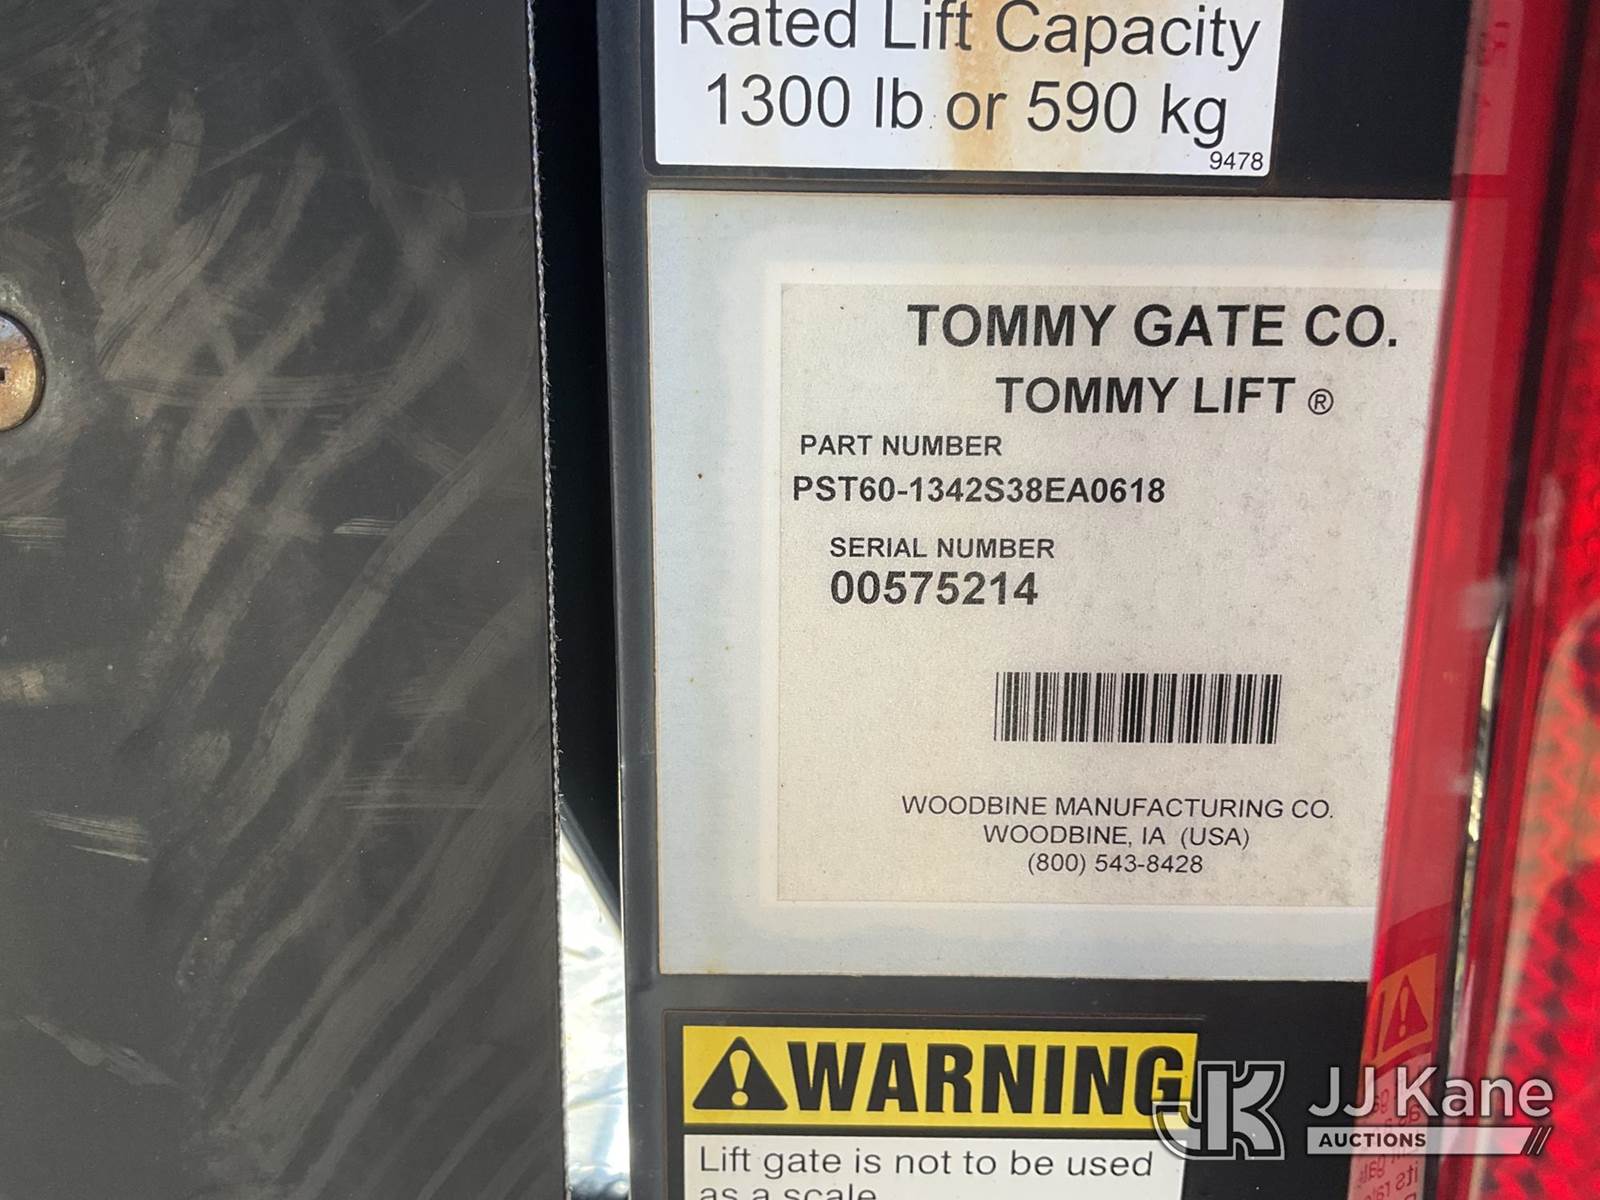 Rated Lift Capacity
1300 lb or 590 kg
9478
TOMMY GATE CO.
TOMMY LIFT ®
PART NUMBER
PST60-1342S38EA0618
SERIAL NUMBER
00575214
WOODBINE MANUFACTURING CO.
WOODBINE, IA (USA)
(800) 543-8428
WARNING
Lift gate is not to be used
as a scale
JJ Kane
AUCTIONS